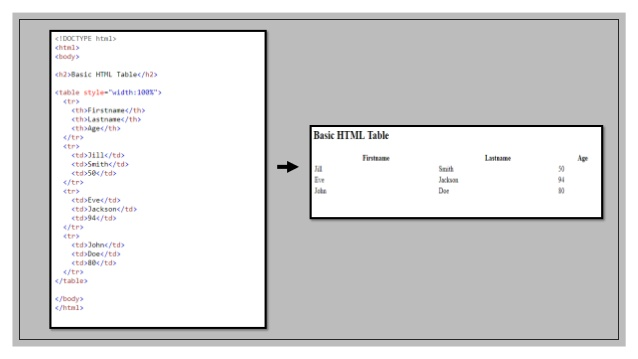 <!DOCTYPE html>
<html>
<body>
<h2>Basic HTML Table</h2>
<table style="width:100%">
<tr>
<th>Firstname</th>
<th>Lastname</th>
<th>Age</th>
</tr>
<tr>
<td>Jill</td>
<td>Smith</td>
<td>50</td>
</tr>
<tr>
<td>Eve</td>
<td>Jackson</td>
<td>94</td>
</tr>
<tr>
<td>John</td>
<td>Doe</td>
<td>80</td>
</tr>
</table>
</body>
</html>
Basic HTML Table
Firstname Lastname Age
Jill Smith 50
Eve Jackson 94
John Doe 80